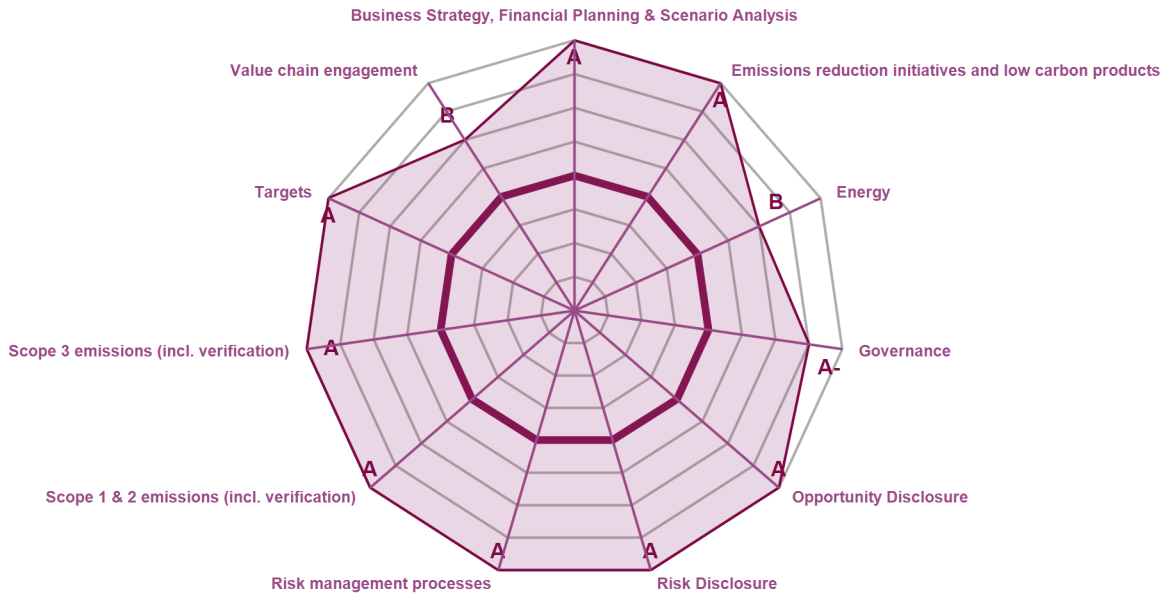 Business Strategy, Financial Planning & Scenario Analysis
A
Value chain engagement
B
Emissions reduction initiatives and low carbon products
A
Targets
A
Energy
B
Scope 3 emissions (incl. verification)
A
Governance
A-
Scope 1 & 2 emissions (incl. verification)
A
Opportunity Disclosure
A
Risk management processes
A
Risk Disclosure
A